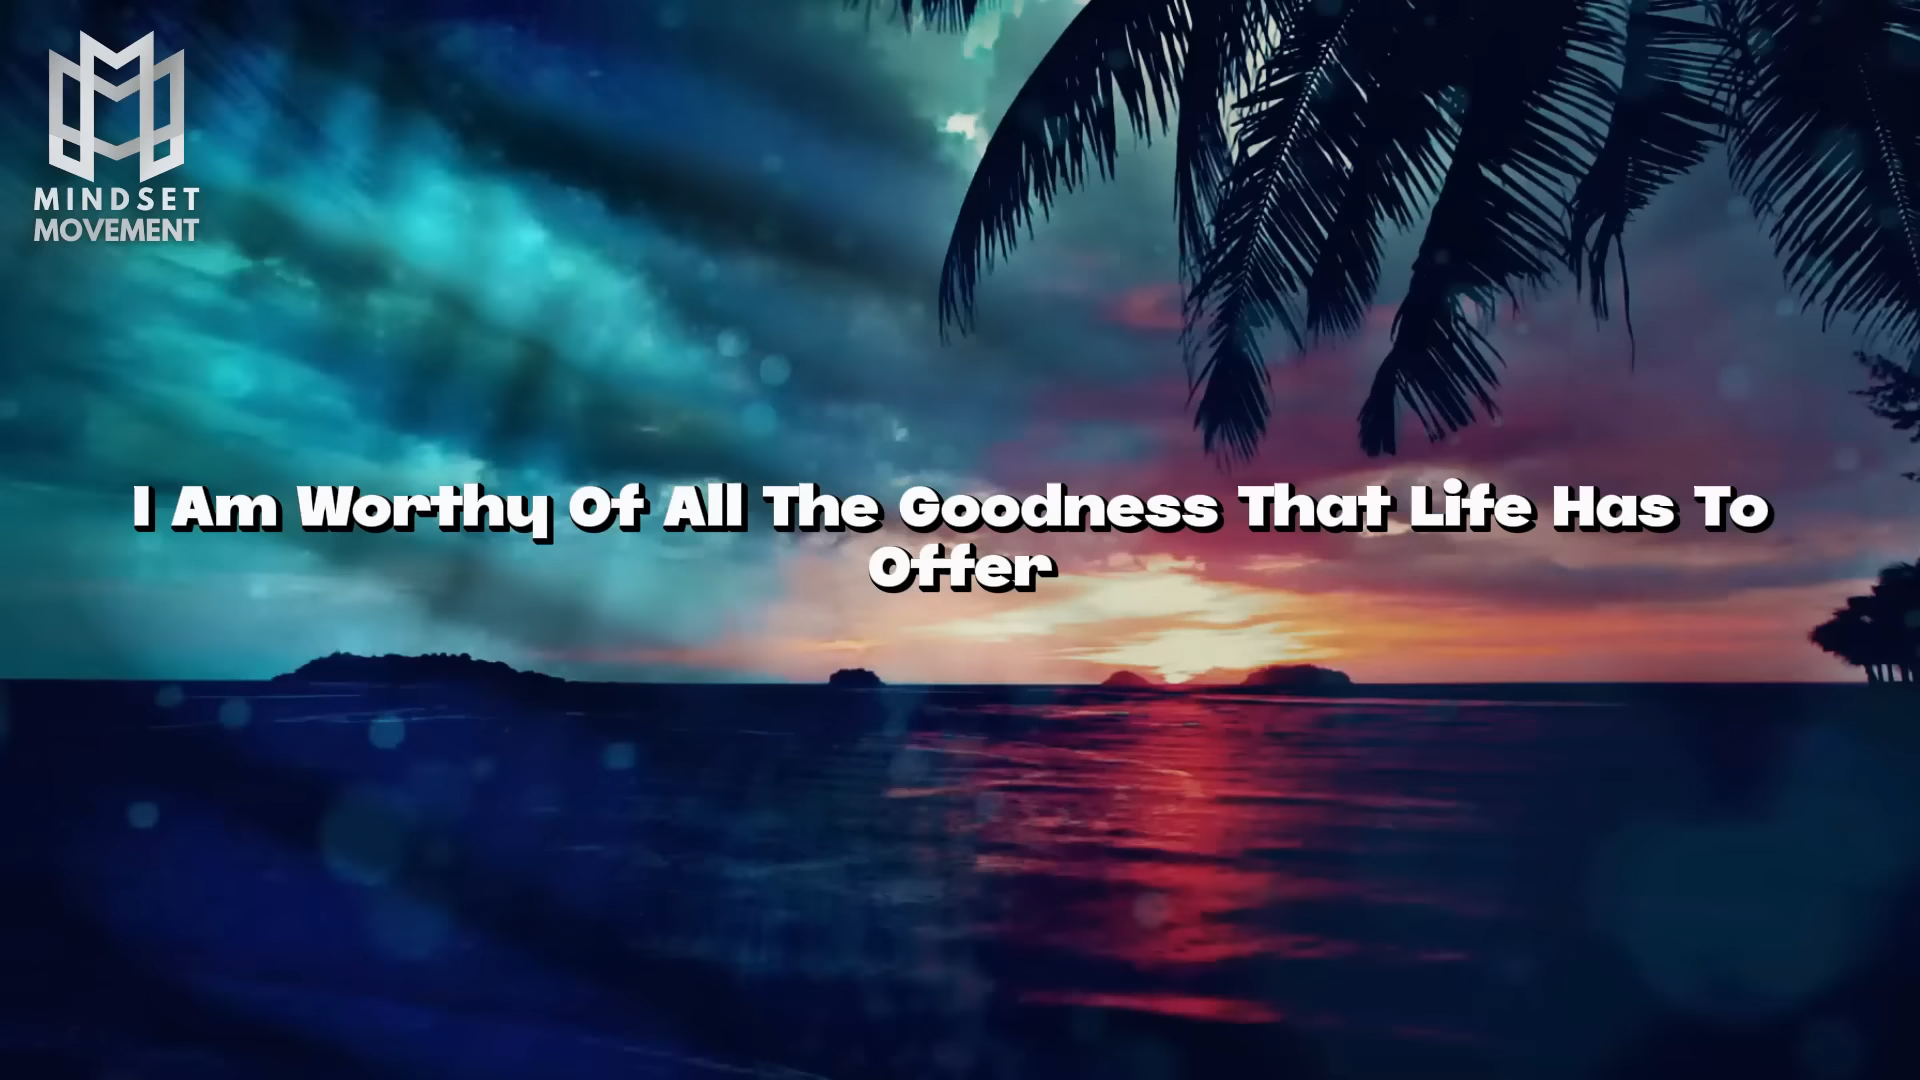 MINDSET
MOVEMENT
I Am Worthy Of All The Goodness That Life Has To
Offer